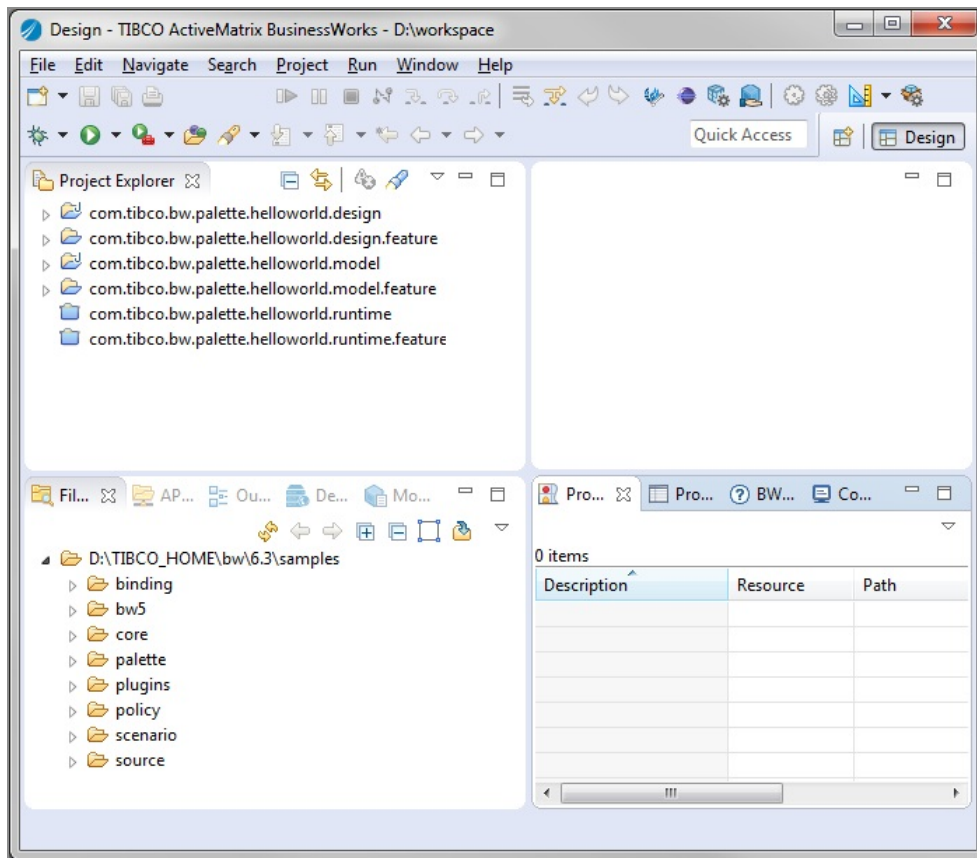 Design - TIBCO ActiveMatrix BusinessWorks - D:\workspace
File Edit Navigate Search Project Run Window Help
Quick Access
Design
Project Explorer
com.tibco.bw.palette.helloworld.design
com.tibco.bw.palette.helloworld.design.feature
com.tibco.bw.palette.helloworld.model
com.tibco.bw.palette.helloworld.model.feature
com.tibco.bw.palette.helloworld.runtime
com.tibco.bw.palette.helloworld.runtime.feature
Fil... AP... Ou... De... Mo...
D:\TIBCO_HOME\bw\6.3\samples
binding
bw5
core
palette
plugins
policy
scenario
source
Pro... Pro... BW... Co...
0 items
Description Resource Path